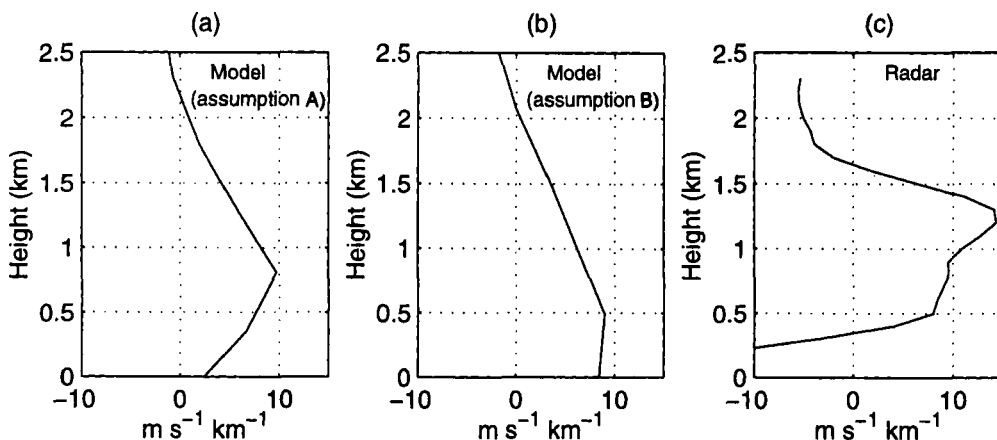 (a)
2.5
2
1.5
1
0.5
0
Height (km)
Model
(assumption A)
−10
0
10
m s⁻¹ km⁻¹
(b)
2.5
2
1.5
1
0.5
0
Height (km)
Model
(assumption B)
−10
0
10
m s⁻¹ km⁻¹
(c)
2.5
2
1.5
1
0.5
0
Height (km)
Radar
−10
0
10
m s⁻¹ km⁻¹